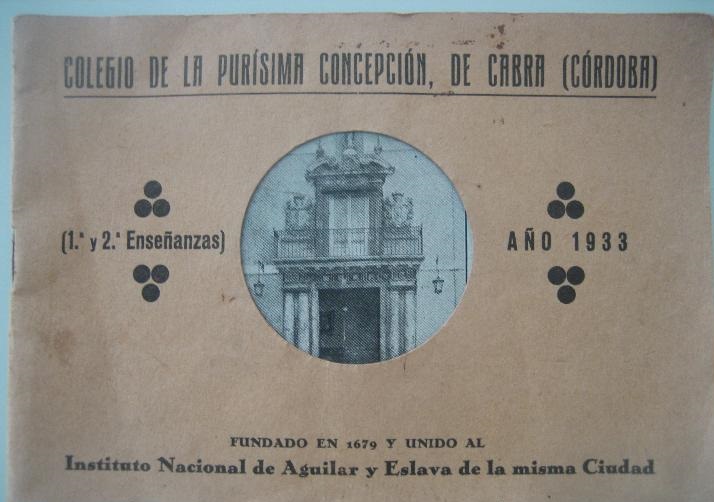 COLEGIO DE LA PURÍSIMA CONCEPCIÓN, DE CABRA (CÓRDOBA)
(1.ª y 2.ª Enseñanzas)
AÑO 1933
FUNDADO EN 1679 Y UNIDO AL
Instituto Nacional de Aguilar y Eslava de la misma Ciudad